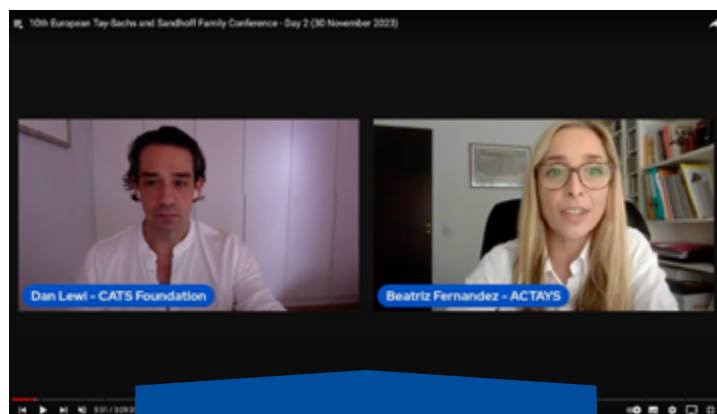 10th European Tay-Sachs and Sandhoff Family Conference - Day 2 (30 November 2023)
Dan Lewi - CATS Foundation
Beatriz Fernandez - ACTAYS